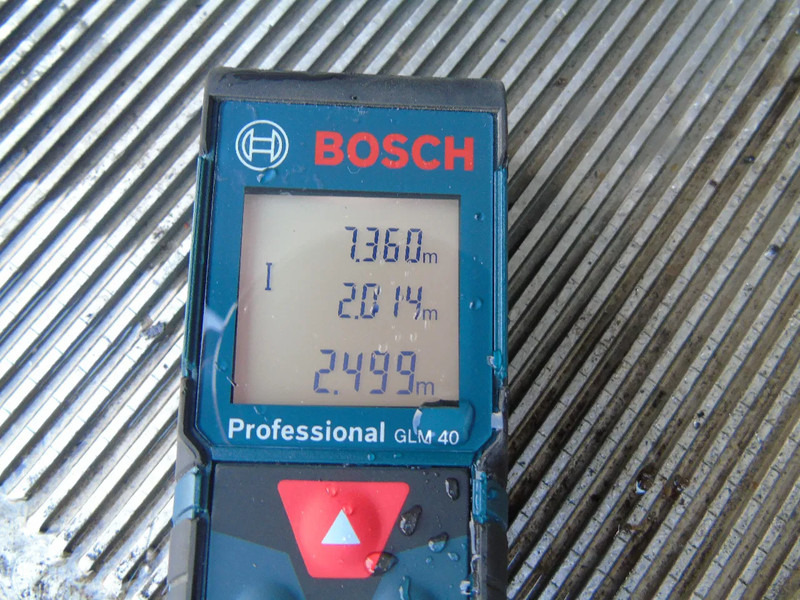 BOSCH
7.360m
2.014m
2.499m
Professional GLM 40